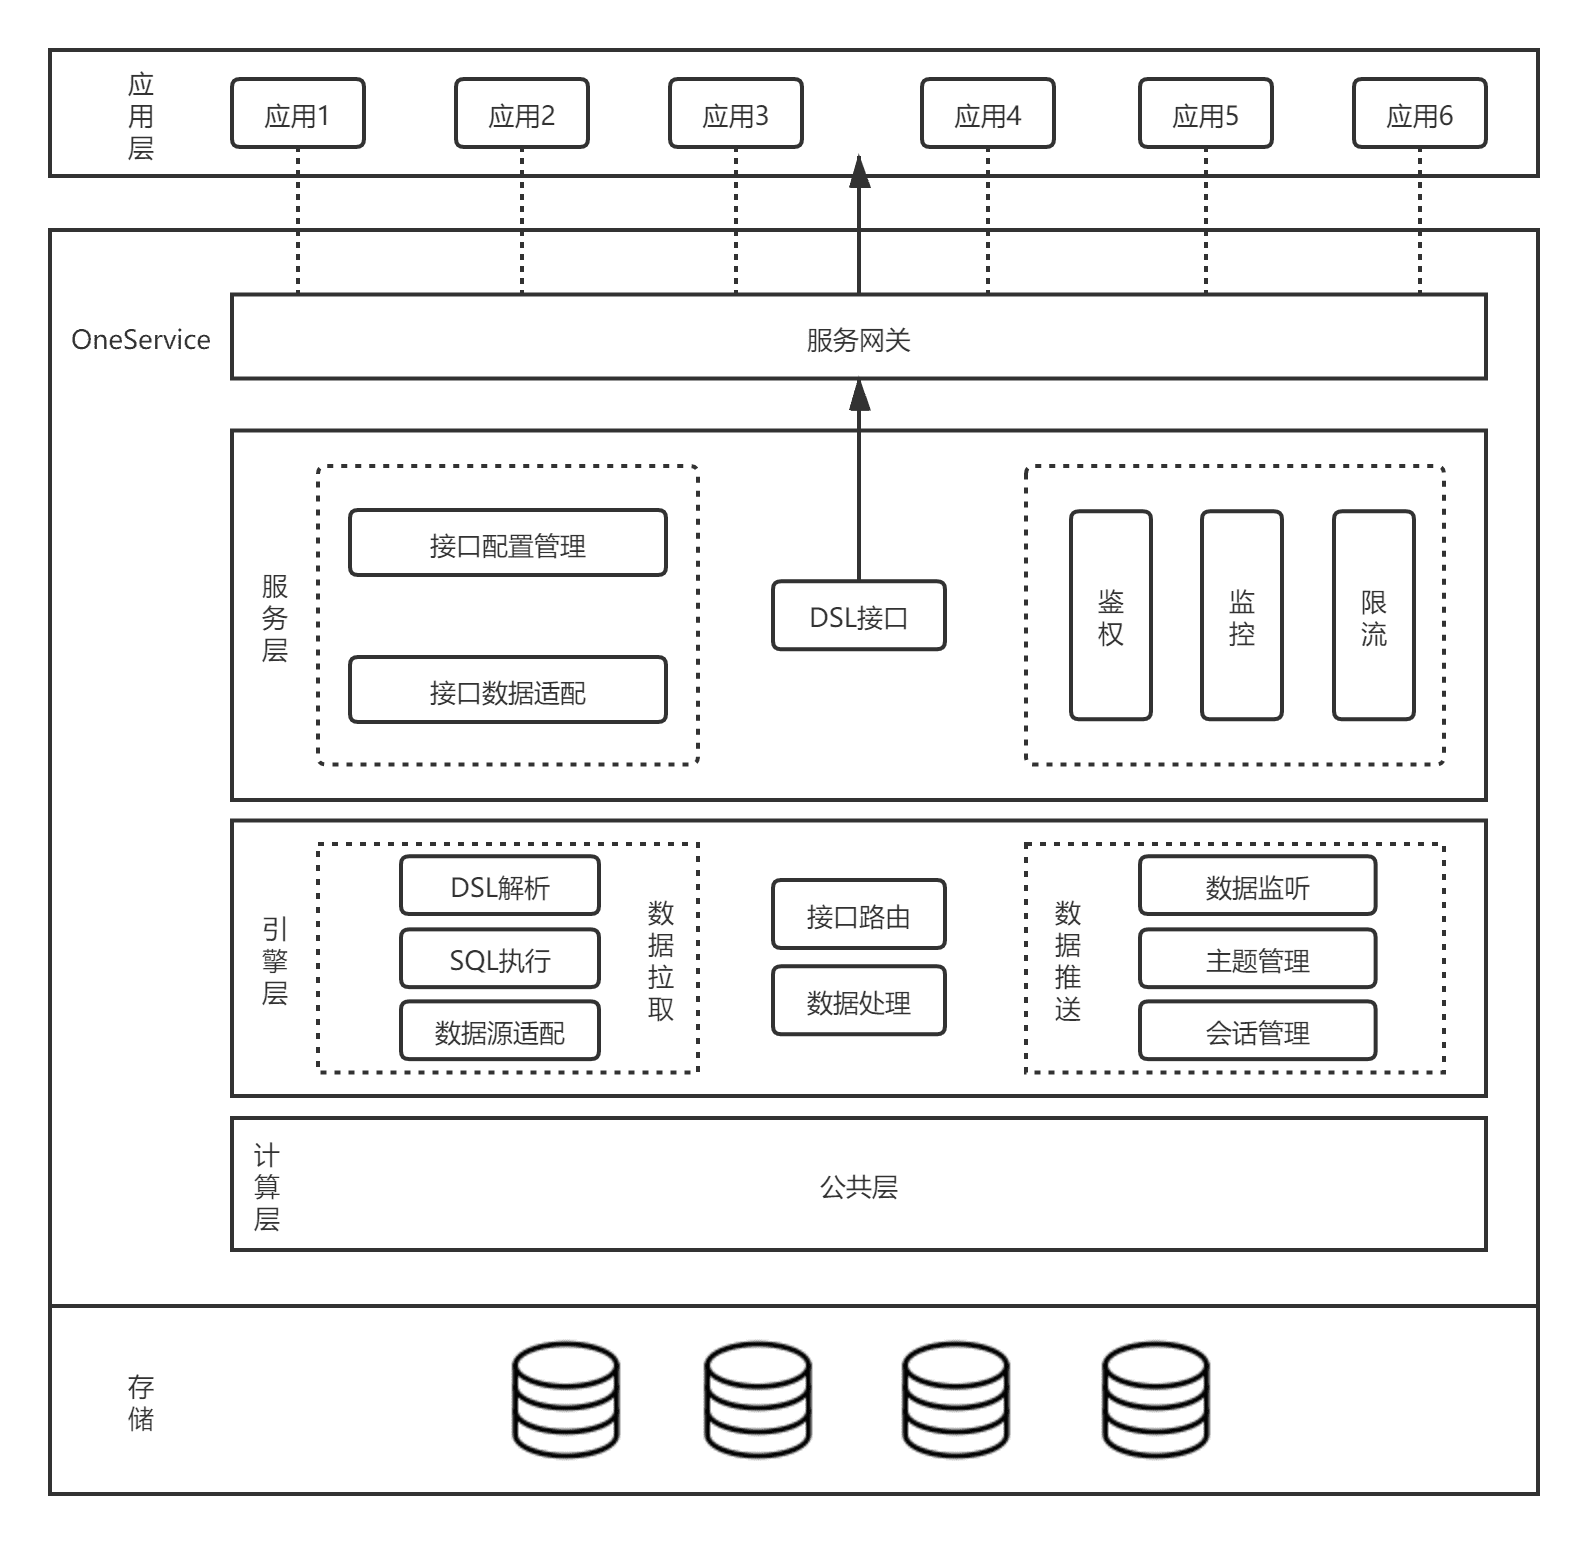 应用层
应用1
应用2
应用3
应用4
应用5
应用6
OneService
服务网关
服务层
接口配置管理
接口数据适配
DSL接口
鉴权
监控
限流
引擎层
DSL解析
SQL执行
数据源适配
数据拉取
接口路由
数据处理
数据推送
数据监听
主题管理
会话管理
计算层
公共层
存储